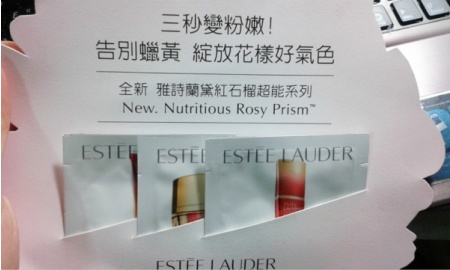 三秒變粉嫩!
告別蠟黃 綻放花樣好氣色
全新 雅詩蘭黛紅石榴超能系列
New. Nutritious Rosy Prism™
ESTĒE
ESTEE
ESTEE LAUDER
ESTEE LAUDER